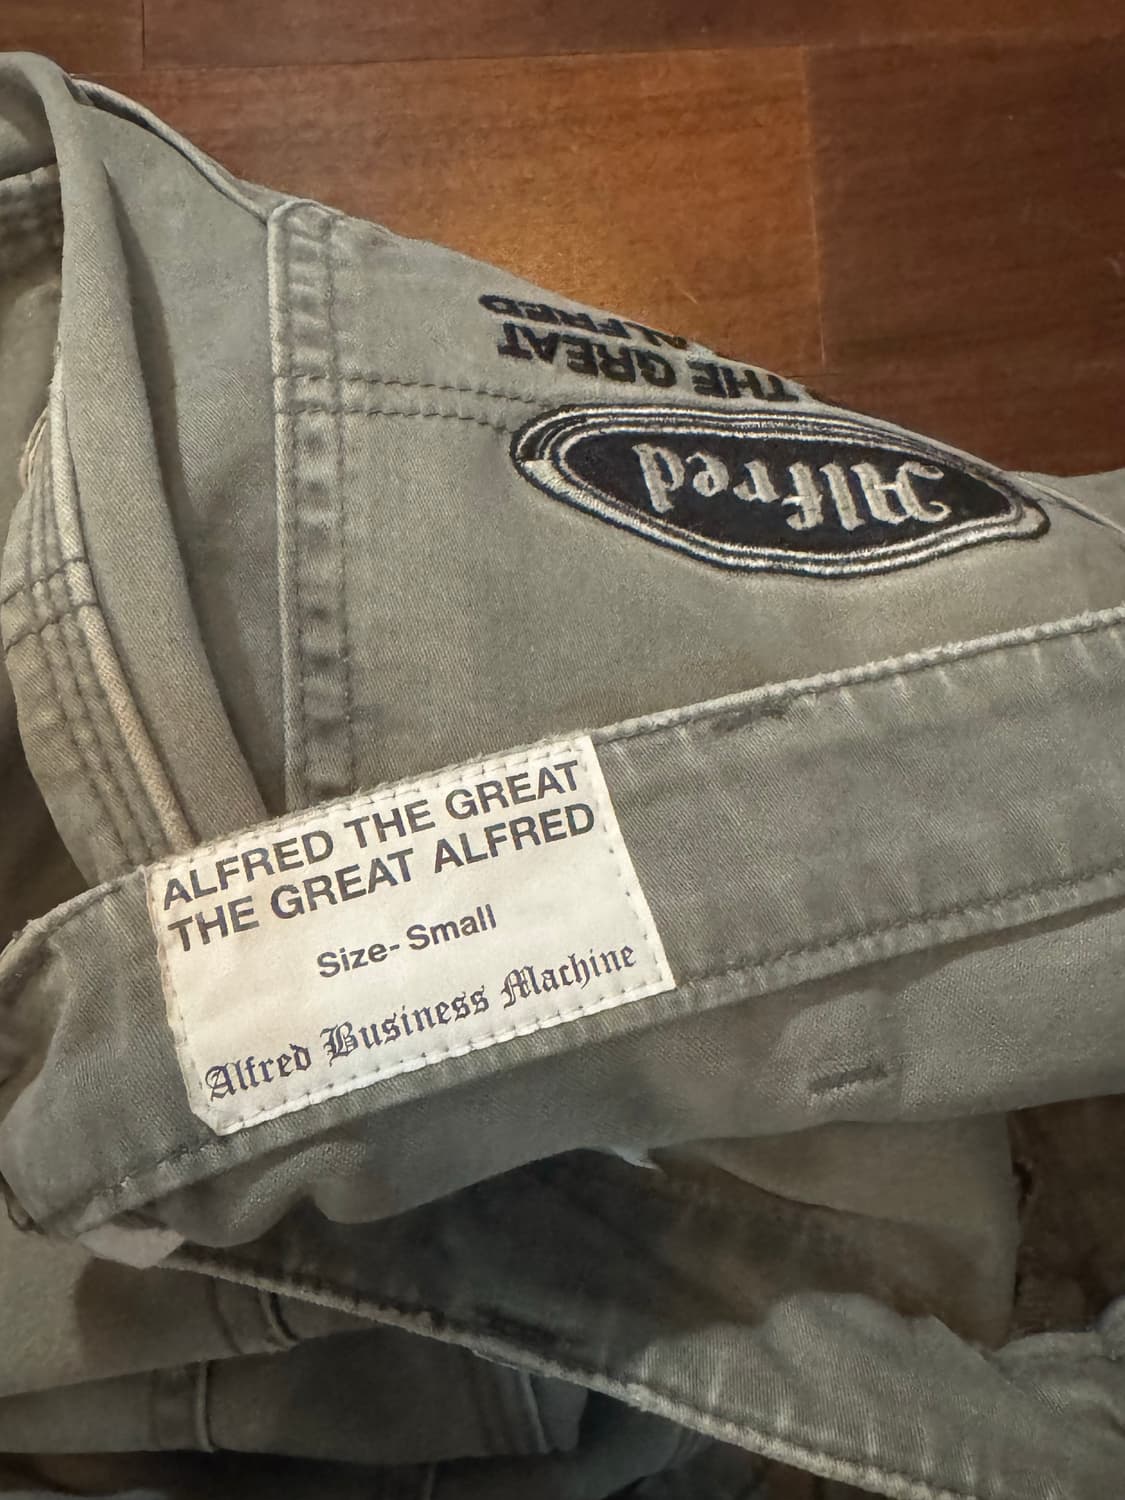 THE GREAT
ALFRED
Alfred
ALFRED THE GREAT
THE GREAT ALFRED
Size- Small
Alfred Business Machine